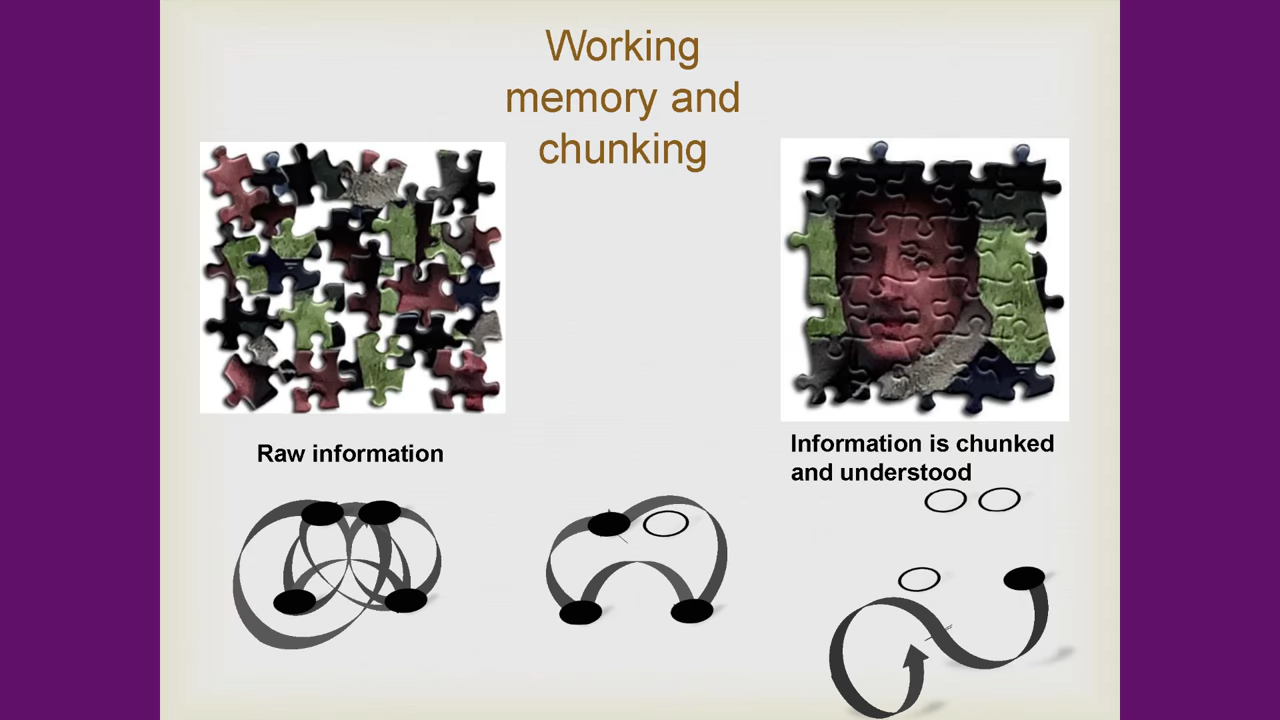 Working
memory and
chunking
Raw information
Information is chunked
and understood